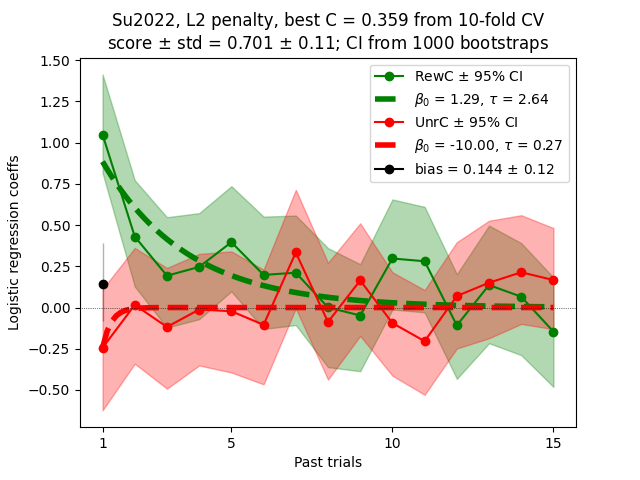 Su2022, L2 penalty, best C = 0.359 from 10-fold CV
score ± std = 0.701 ± 0.11; CI from 1000 bootstraps
1.50
1.25
1.00
0.75
0.50
0.25
0.00
−0.25
−0.50
Logistic regression coeffs
RewC ± 95% CI
β₀ = 1.29, τ = 2.64
UnrC ± 95% CI
β₀ = -10.00, τ = 0.27
bias = 0.144 ± 0.12
1
5
10
15
Past trials